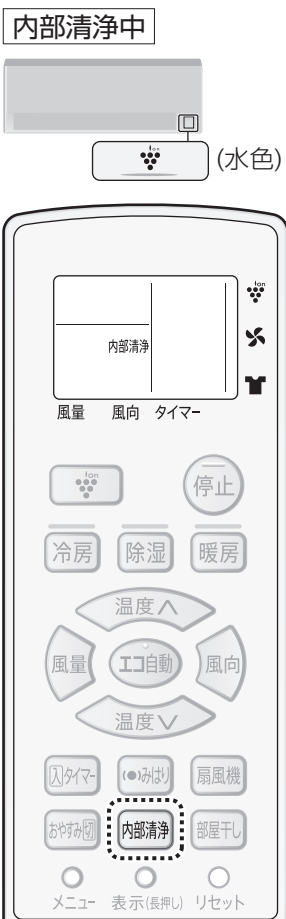 内部清浄中
ion
(水色)
ion
内部清浄
風量 風向 タイマー
ion
停止
冷房 除湿 暖房
温度∧
風量 エコ自動 風向
温度∨
入タイマー ((●))みはり 扇風機
おやすみ切 内部清浄 部屋干し
メニュー 表示(長押し) リセット